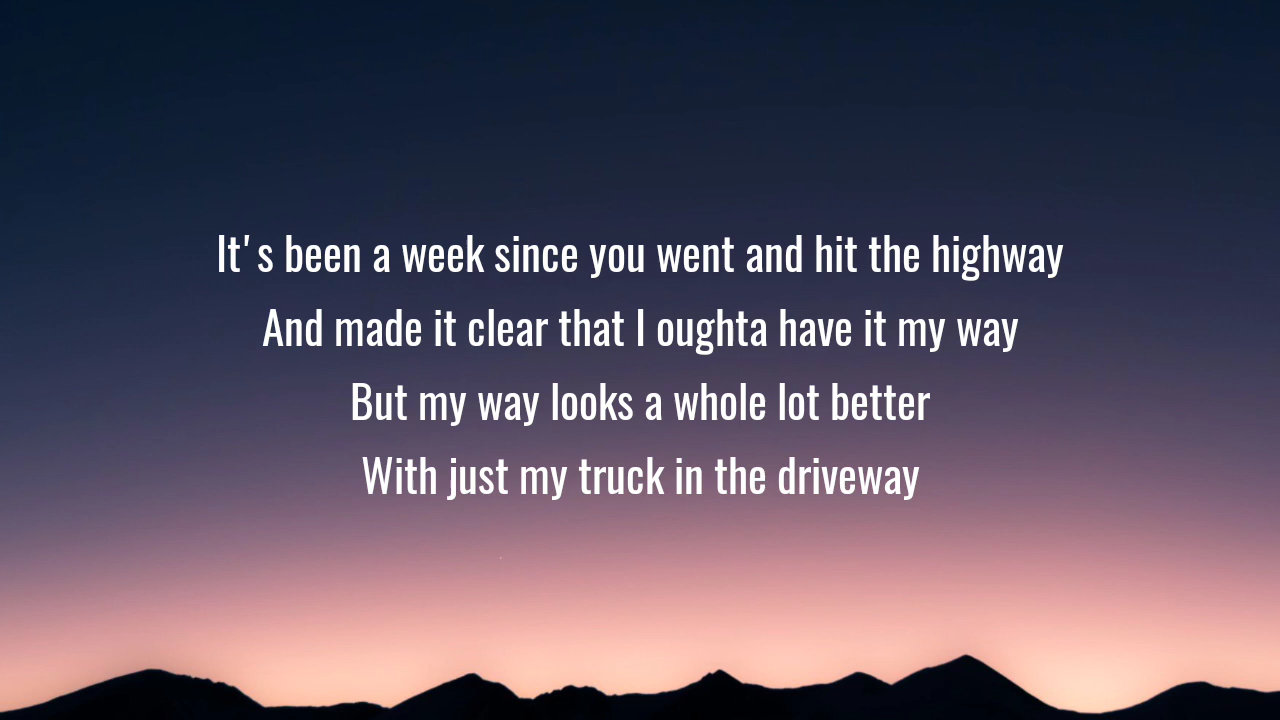 It's been a week since you went and hit the highway
And made it clear that I oughta have it my way
But my way looks a whole lot better
With just my truck in the driveway